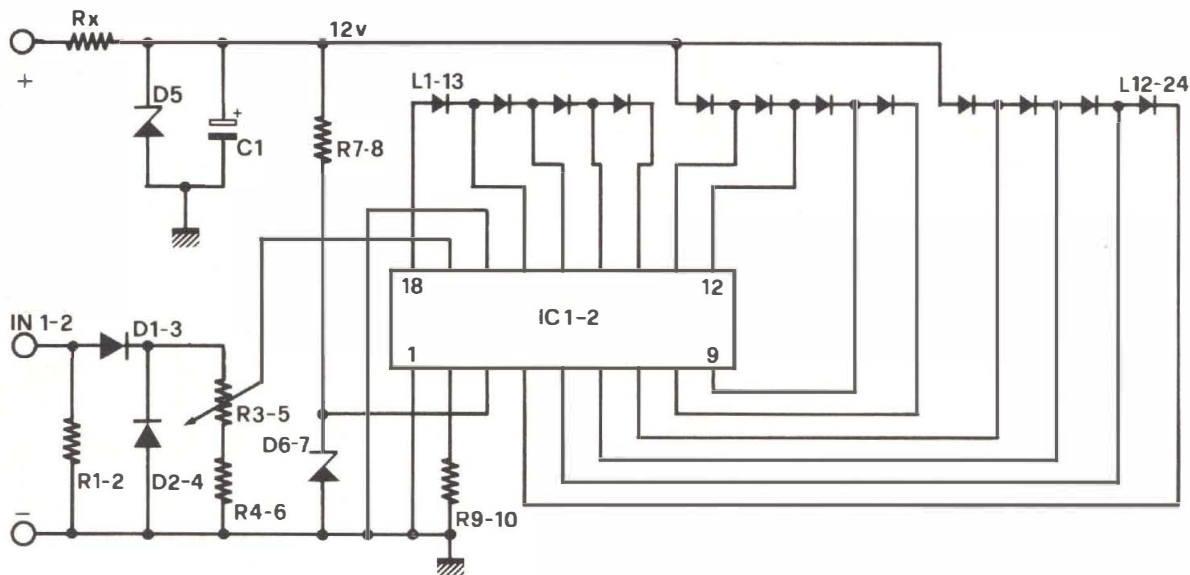 Rx
+
12v
D5
+
C1
R7-8
L1-13
L12-24
18
12
IC1-2
1
9
IN 1-2
D1-3
R3-5
R1-2
D2-4
R4-6
D6-7
R9-10
−